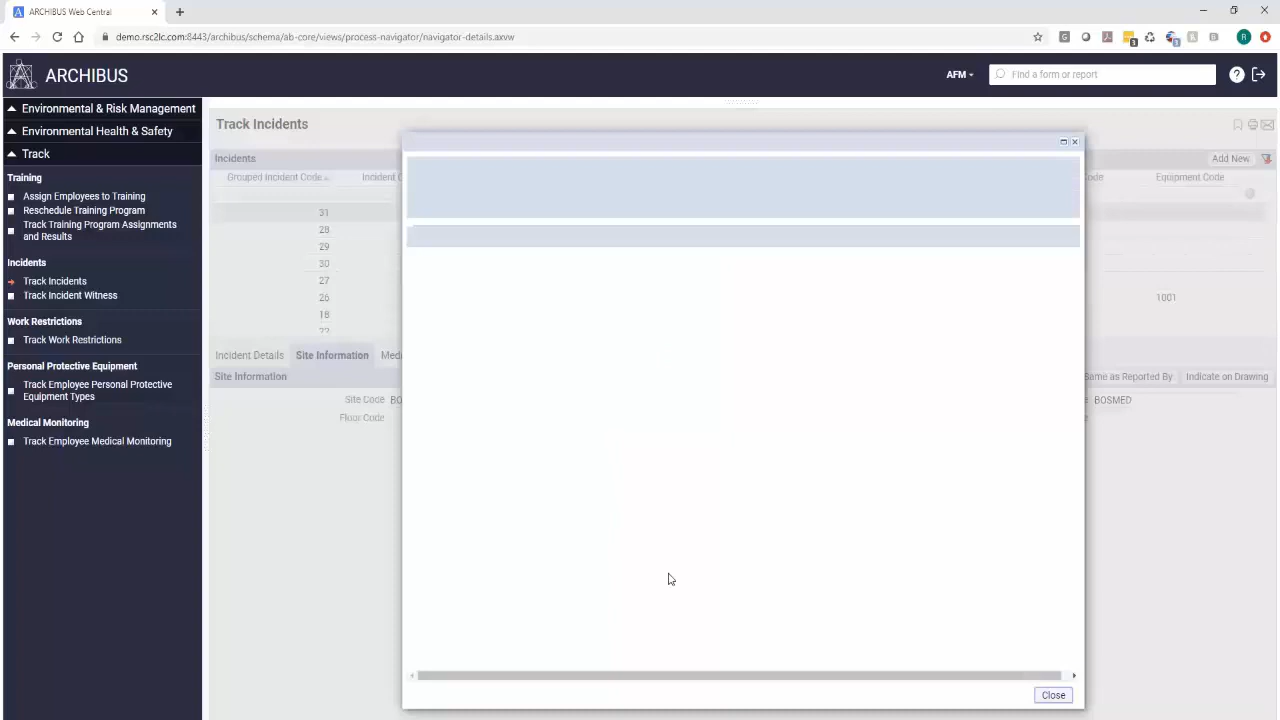 ARCHIBUS Web Central
demo.rsc2lc.com:8443/archibus/schema/ab-core/views/process-navigator/navigator-details.axvw
ARCHIBUS
AFM
Find a form or report
Environmental & Risk Management
Environmental Health & Safety
Track
Training
Assign Employees to Training
Reschedule Training Program
Track Training Program Assignments
and Results
Incidents
Track Incidents
Track Incident Witness
Work Restrictions
Track Work Restrictions
Personal Protective Equipment
Track Employee Personal Protective
Equipment Types
Medical Monitoring
Track Employee Medical Monitoring
Track Incidents
Incidents
Add New
Grouped Incident Code
Incident
Equipment Code
31
28
29
30
27
26
1001
18
22
Incident Details
Site Information
Site Information
Same as Reported By
Indicate on Drawing
Site Code
BOSMED
Floor Code
Close